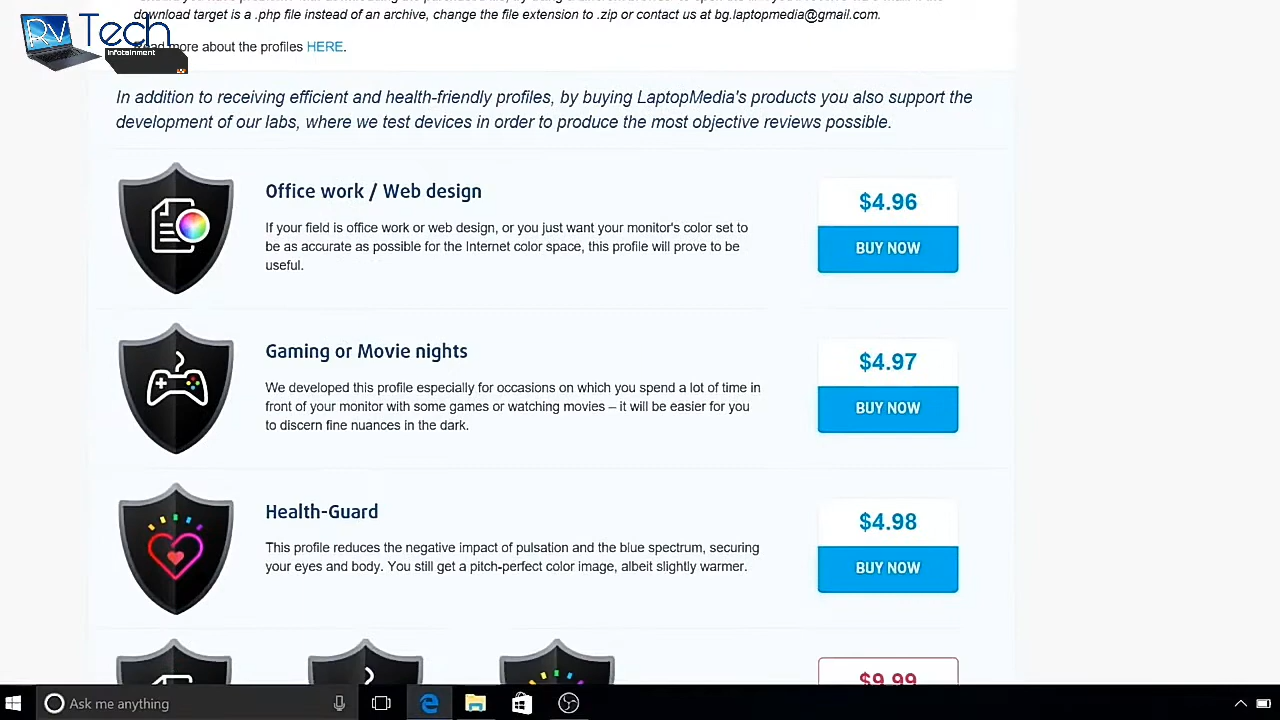 download target is a .php file instead of an archive, change the file extension to .zip or contact us at bg.laptopmedia@gmail.com.
RV Tech
Infotainment
more about the profiles HERE.
In addition to receiving efficient and health-friendly profiles, by buying LaptopMedia's products you also support the
development of our labs, where we test devices in order to produce the most objective reviews possible.
Office work / Web design
If your field is office work or web design, or you just want your monitor's color set to
be as accurate as possible for the Internet color space, this profile will prove to be
useful.
$4.96
BUY NOW
Gaming or Movie nights
We developed this profile especially for occasions on which you spend a lot of time in
front of your monitor with some games or watching movies – it will be easier for you
to discern fine nuances in the dark.
$4.97
BUY NOW
Health-Guard
This profile reduces the negative impact of pulsation and the blue spectrum, securing
your eyes and body. You still get a pitch-perfect color image, albeit slightly warmer.
$4.98
BUY NOW
$9.99
Ask me anything